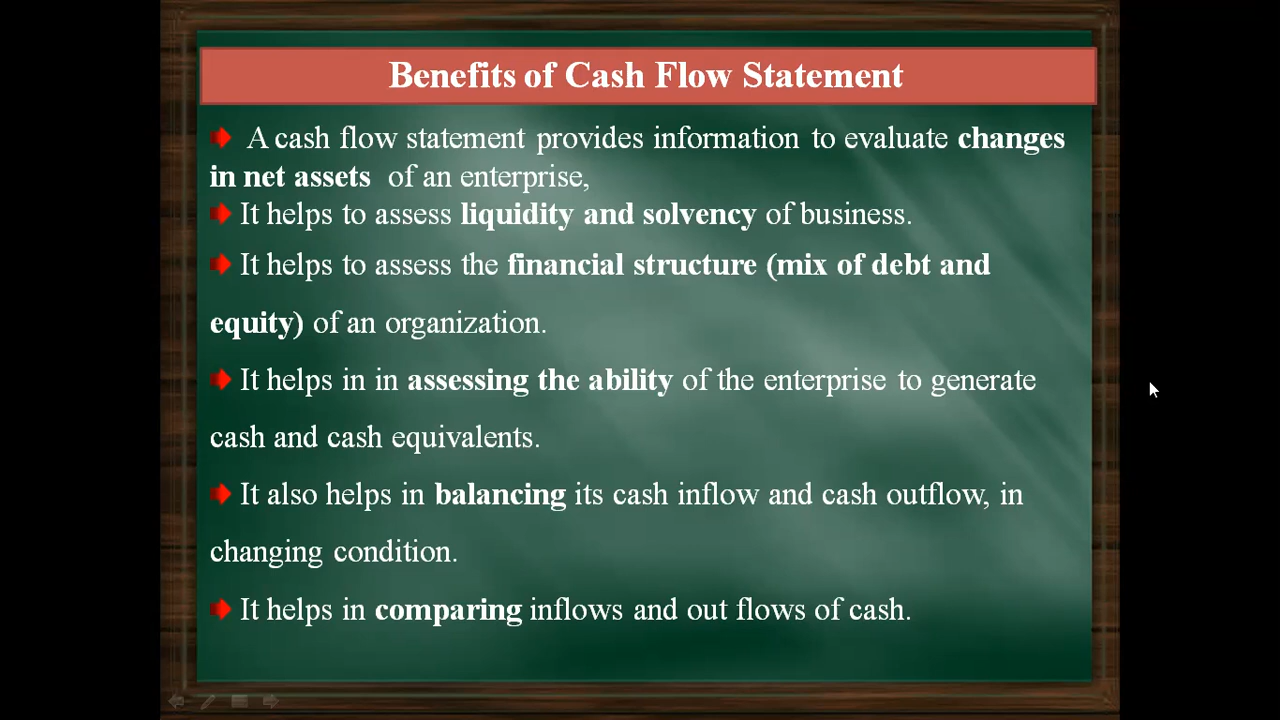 Benefits of Cash Flow Statement
A cash flow statement provides information to evaluate changes
in net assets of an enterprise,
It helps to assess liquidity and solvency of business.
It helps to assess the financial structure (mix of debt and
equity) of an organization.
It helps in in assessing the ability of the enterprise to generate
cash and cash equivalents.
It also helps in balancing its cash inflow and cash outflow, in
changing condition.
It helps in comparing inflows and out flows of cash.